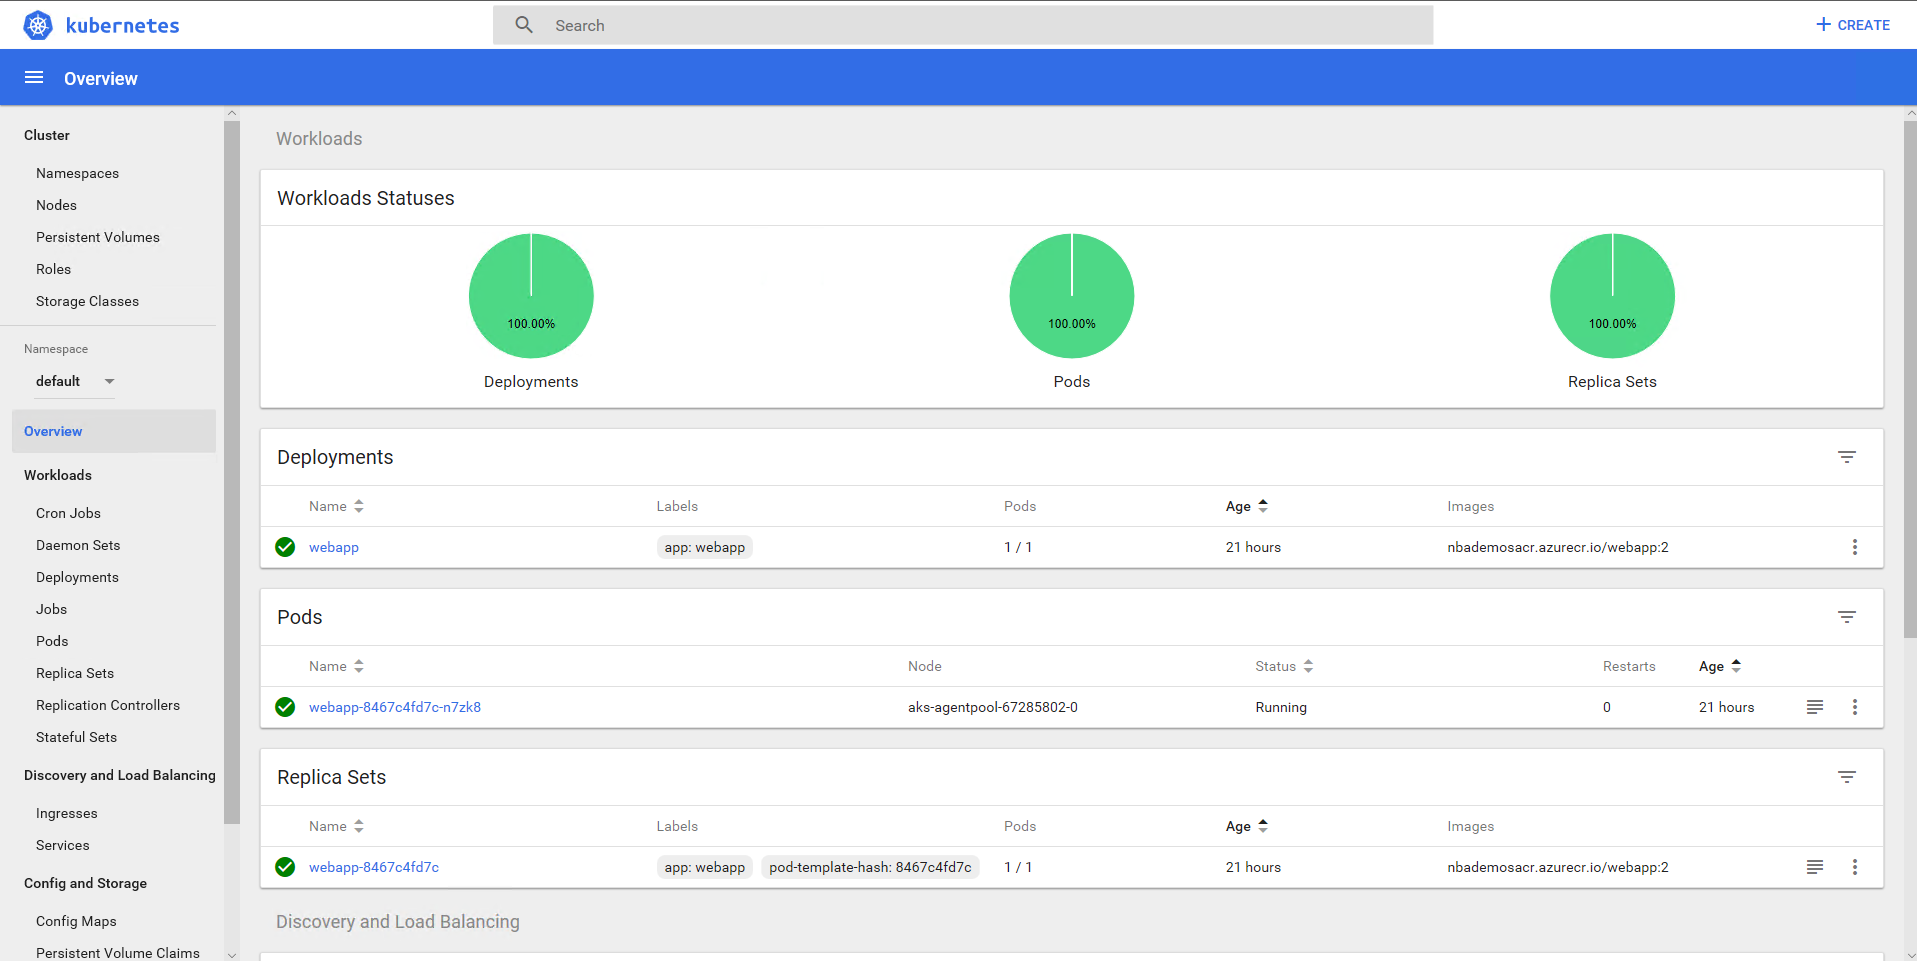 kubernetes
Search
CREATE
Overview
Cluster
Namespaces
Nodes
Persistent Volumes
Roles
Storage Classes
Namespace
default
Overview
Workloads
Cron Jobs
Daemon Sets
Deployments
Jobs
Pods
Replica Sets
Replication Controllers
Stateful Sets
Discovery and Load Balancing
Ingresses
Services
Config and Storage
Config Maps
Persistent Volume Claims
Workloads
Workloads Statuses
100.00% 100.00% 100.00%
Deployments Pods Replica Sets
Deployments
Name Labels Pods Age Images
webapp app: webapp 1 / 1 21 hours nbademosacr.azurecr.io/webapp:2
Pods
Name Node Status Restarts Age
webapp-8467c4fd7c-n7zk8 aks-agentpool-67285802-0 Running 0 21 hours
Replica Sets
Name Labels Pods Age Images
webapp-8467c4fd7c app: webapp pod-template-hash: 8467c4fd7c 1 / 1 21 hours nbademosacr.azurecr.io/webapp:2
Discovery and Load Balancing